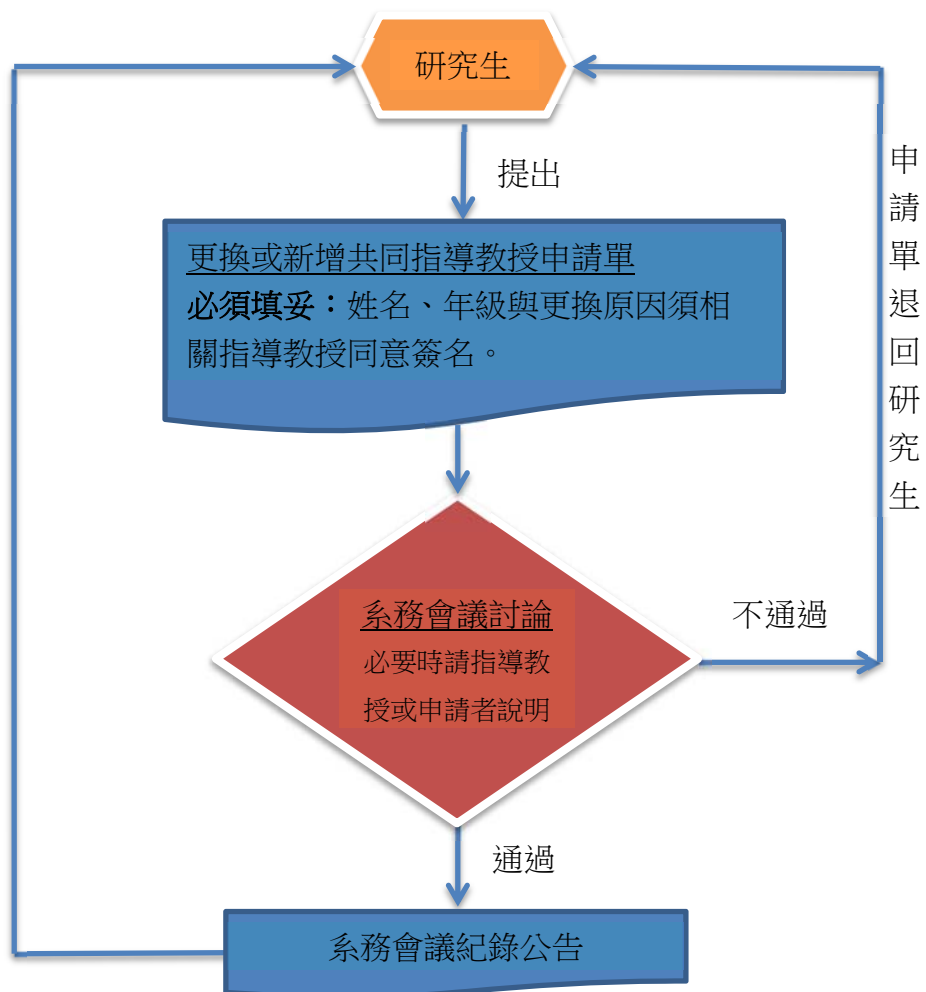 研究生
提出
更換或新增共同指導教授申請單
必須填妥：姓名、年級與更換原因須相
關指導教授同意簽名。
系務會議討論
必要時請指導教
授或申請者說明
不通過
申請單退回研究生
通過
系務會議紀錄公告